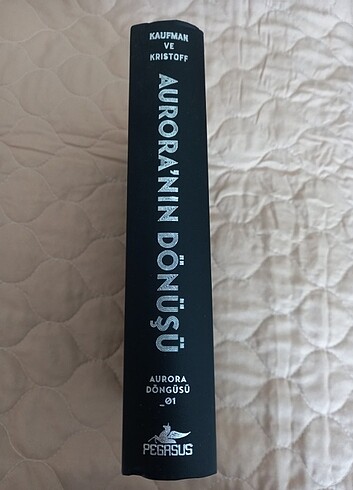 KAUFMAN
VE
KRISTOFF
AURORA'NIN DÖNÜŞÜ
AURORA
DÖNGÜSÜ
_01
PEGASUS